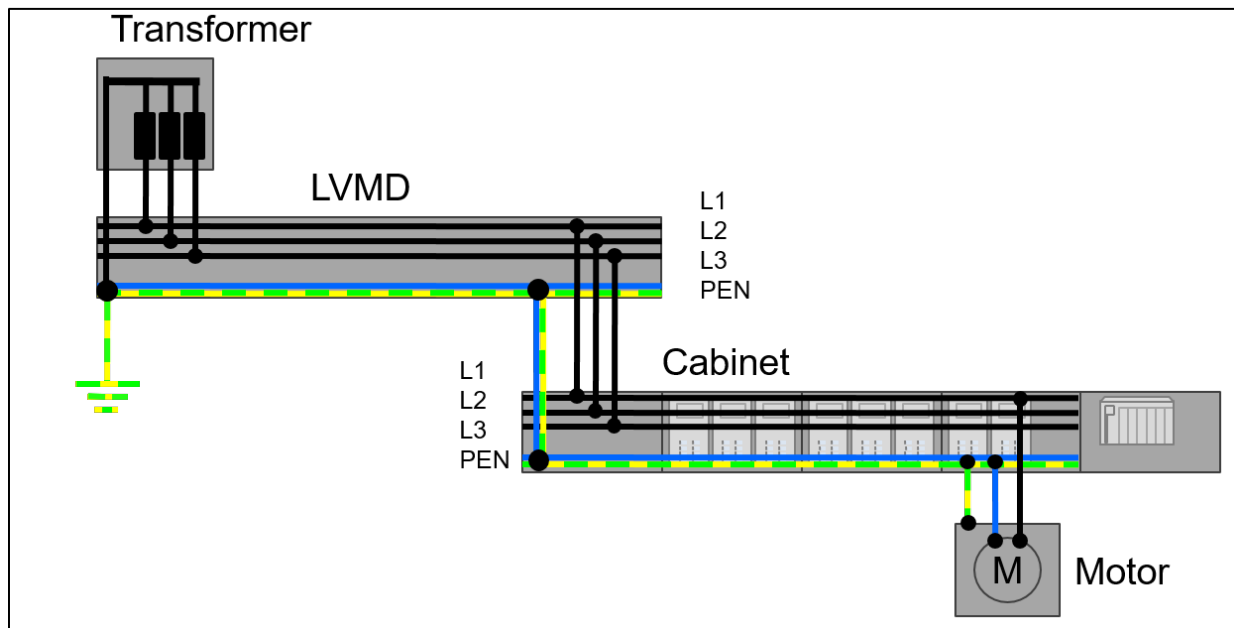 Transformer
LVMD
L1
L2
L3
PEN
Cabinet
L1
L2
L3
PEN
M
Motor